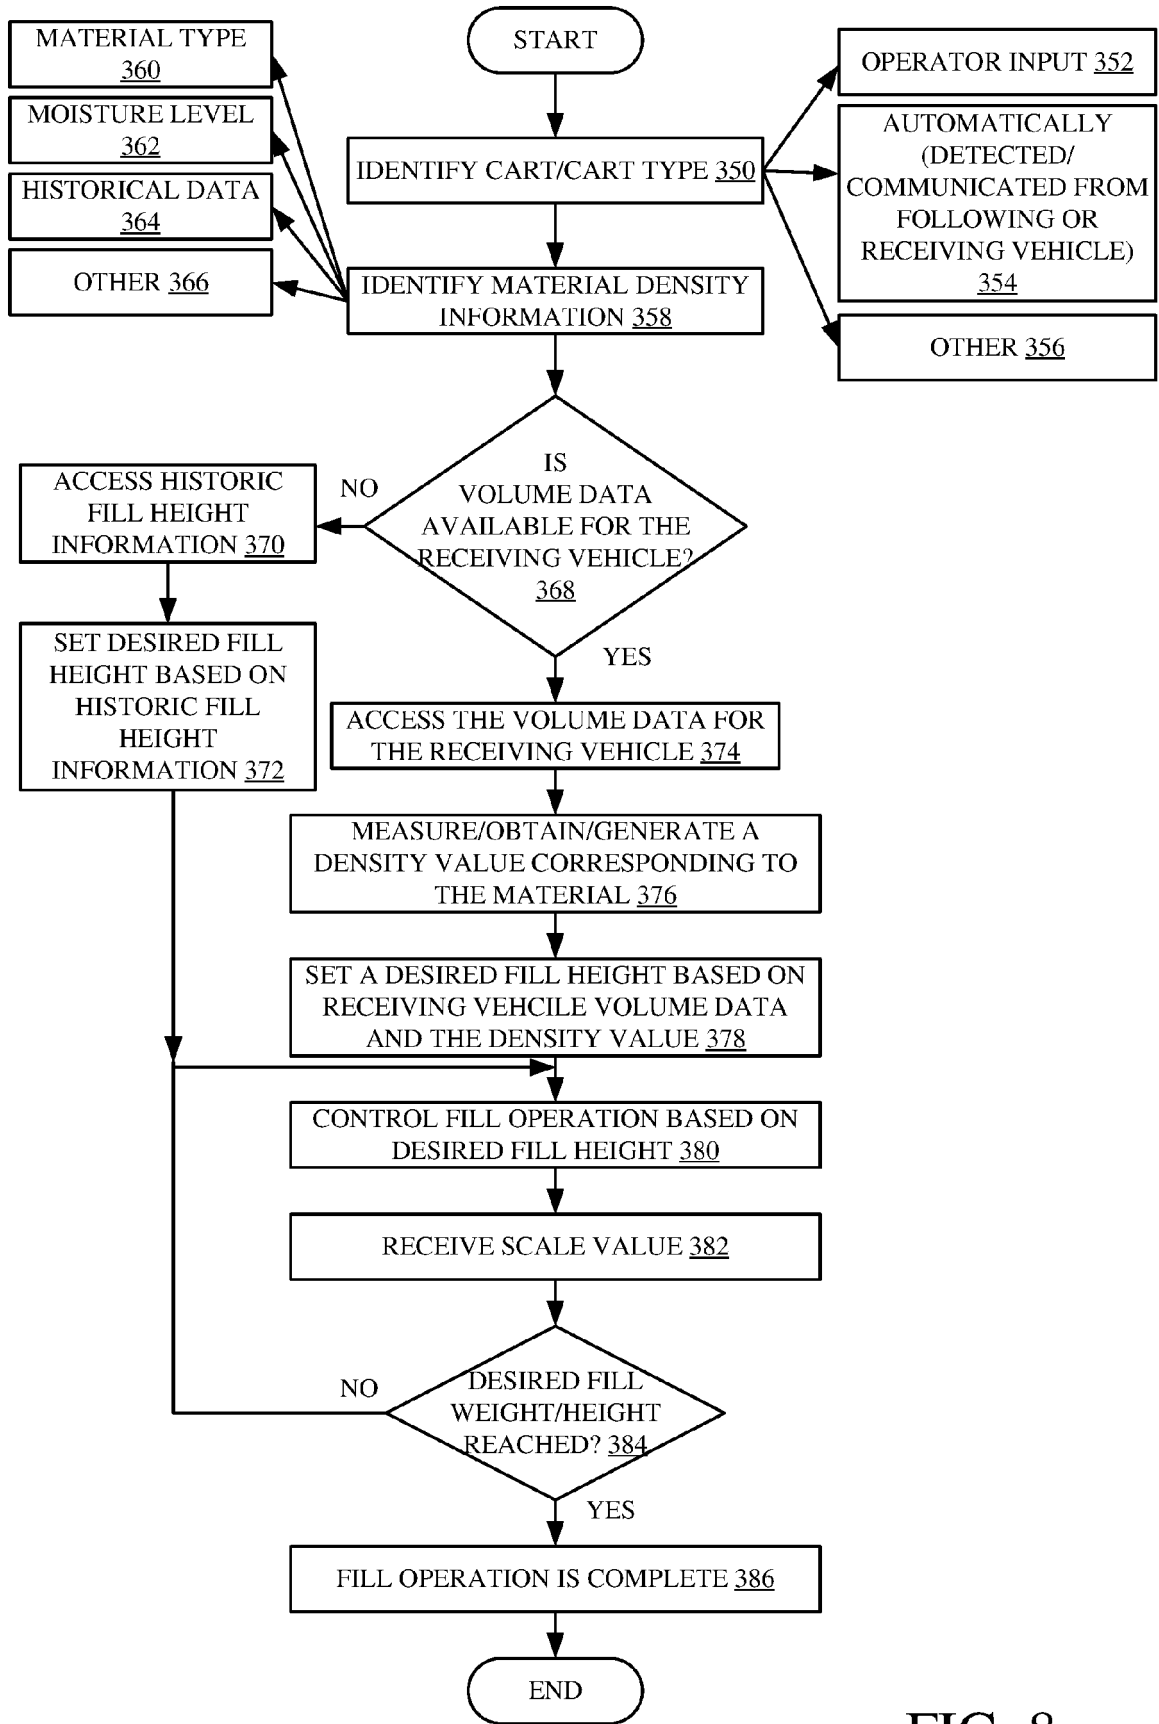 START
MATERIAL TYPE
360
MOISTURE LEVEL
362
HISTORICAL DATA
364
OTHER 366
IDENTIFY CART/CART TYPE 350
OPERATOR INPUT 352
AUTOMATICALLY
(DETECTED/
COMMUNICATED FROM
FOLLOWING OR
RECEIVING VEHICLE)
354
OTHER 356
IDENTIFY MATERIAL DENSITY
INFORMATION 358
IS
VOLUME DATA
AVAILABLE FOR THE
RECEIVING VEHICLE?
368
NO
ACCESS HISTORIC
FILL HEIGHT
INFORMATION 370
SET DESIRED FILL
HEIGHT BASED ON
HISTORIC FILL
HEIGHT
INFORMATION 372
YES
ACCESS THE VOLUME DATA FOR
THE RECEIVING VEHICLE 374
MEASURE/OBTAIN/GENERATE A
DENSITY VALUE CORRESPONDING TO
THE MATERIAL 376
SET A DESIRED FILL HEIGHT BASED ON
RECEIVING VEHCILE VOLUME DATA
AND THE DENSITY VALUE 378
CONTROL FILL OPERATION BASED ON
DESIRED FILL HEIGHT 380
RECEIVE SCALE VALUE 382
NO
DESIRED FILL
WEIGHT/HEIGHT
REACHED? 384
YES
FILL OPERATION IS COMPLETE 386
END
FIG. 8